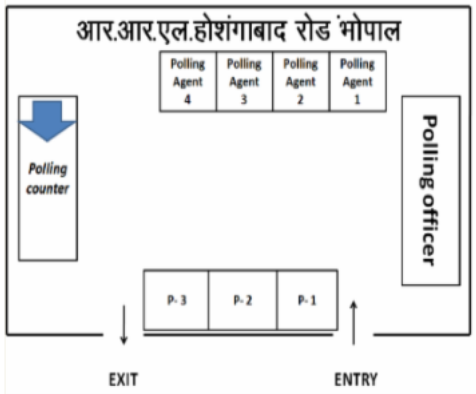 आर.आर.एल.होशंगाबाद रोड भोपाल
Polling Agent 4
Polling Agent 3
Polling Agent 2
Polling Agent 1
Polling counter
Polling officer
P- 3
P- 2
P- 1
EXIT
ENTRY